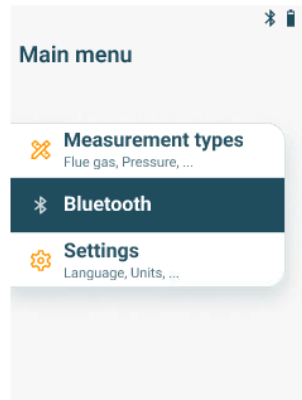 Main menu
Measurement types
Flue gas, Pressure, ...
Bluetooth
Settings
Language, Units, ...